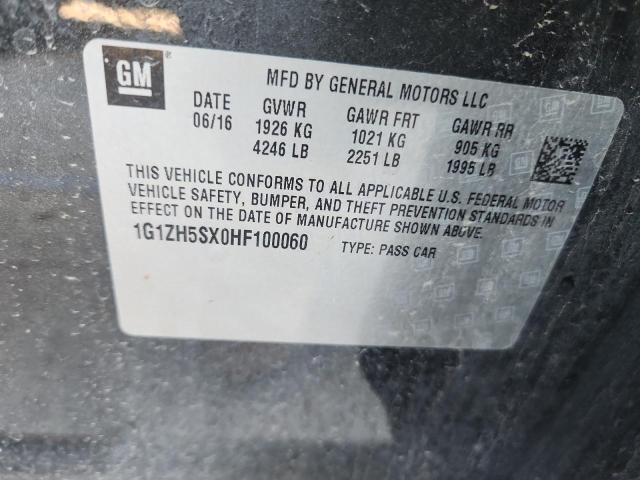 GM
MFD BY GENERAL MOTORS LLC
DATE GVWR GAWR FRT GAWR RR
06/16 1926 KG 1021 KG 905 KG
4246 LB 2251 LB 1995 LB
THIS VEHICLE CONFORMS TO ALL APPLICABLE U.S. FEDERAL MOTOR
VEHICLE SAFETY, BUMPER, AND THEFT PREVENTION STANDARDS IN
EFFECT ON THE DATE OF MANUFACTURE SHOWN ABOVE.
1G1ZH5SX0HF100060 TYPE: PASS CAR